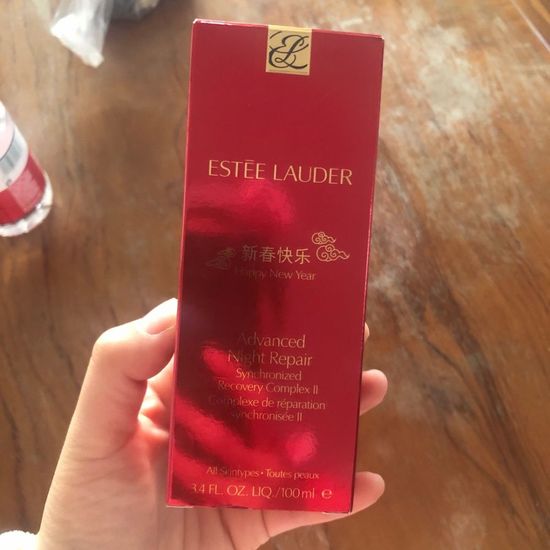 EL
ESTĒE LAUDER
新春快乐
Happy New Year
Advanced
Night Repair
Synchronized
Recovery Complex II
Complexe de réparation
synchronisée II
All Skintypes • Toutes peaux
3.4 FL. OZ. LIQ./100 ml e